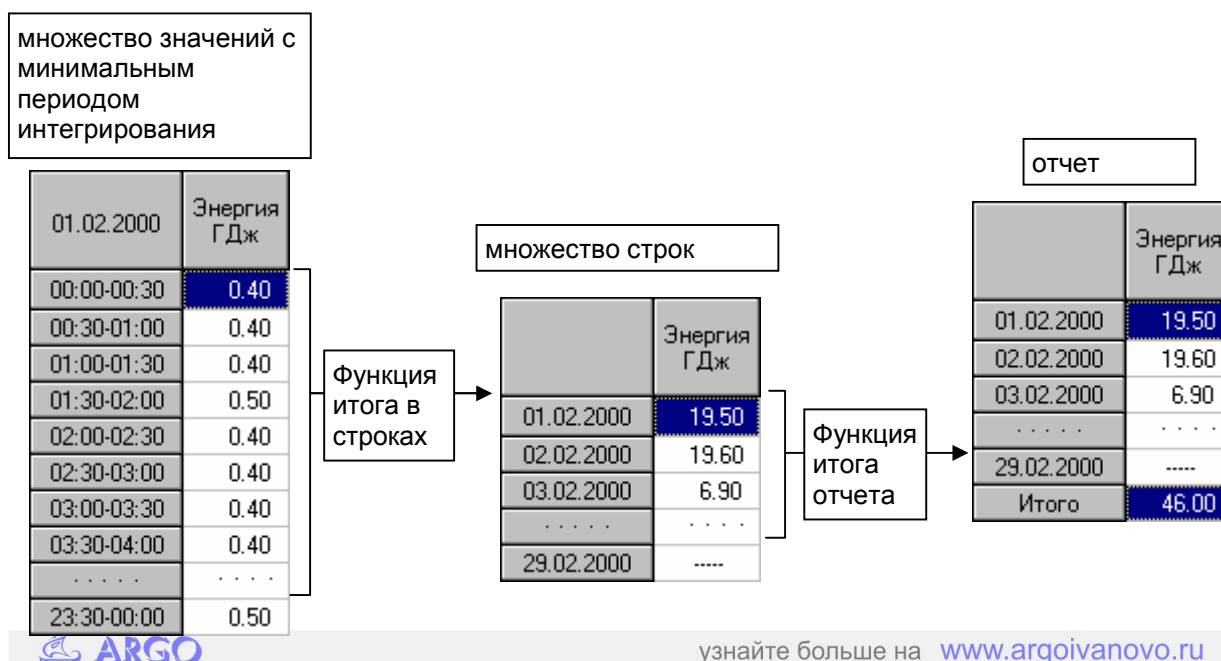 множество значений с
минимальным
периодом
интегрирования
01.02.2000 Энергия ГДж
00:00-00:30 0.40
00:30-01:00 0.40
01:00-01:30 0.40
01:30-02:00 0.50
02:00-02:30 0.40
02:30-03:00 0.40
03:00-03:30 0.40
03:30-04:00 0.40
. . . . . . . . .
23:30-00:00 0.50
Функция
итога в
строках
множество строк
Энергия
ГДж
01.02.2000 19.50
02.02.2000 19.60
03.02.2000 6.90
. . . . . . . . .
29.02.2000 -----
Функция
итога
отчета
отчет
Энергия
ГДж
01.02.2000 19.50
02.02.2000 19.60
03.02.2000 6.90
. . . . . . . . .
29.02.2000 -----
Итого 46.00
ARGO
узнайте больше на www.argoivanovo.ru